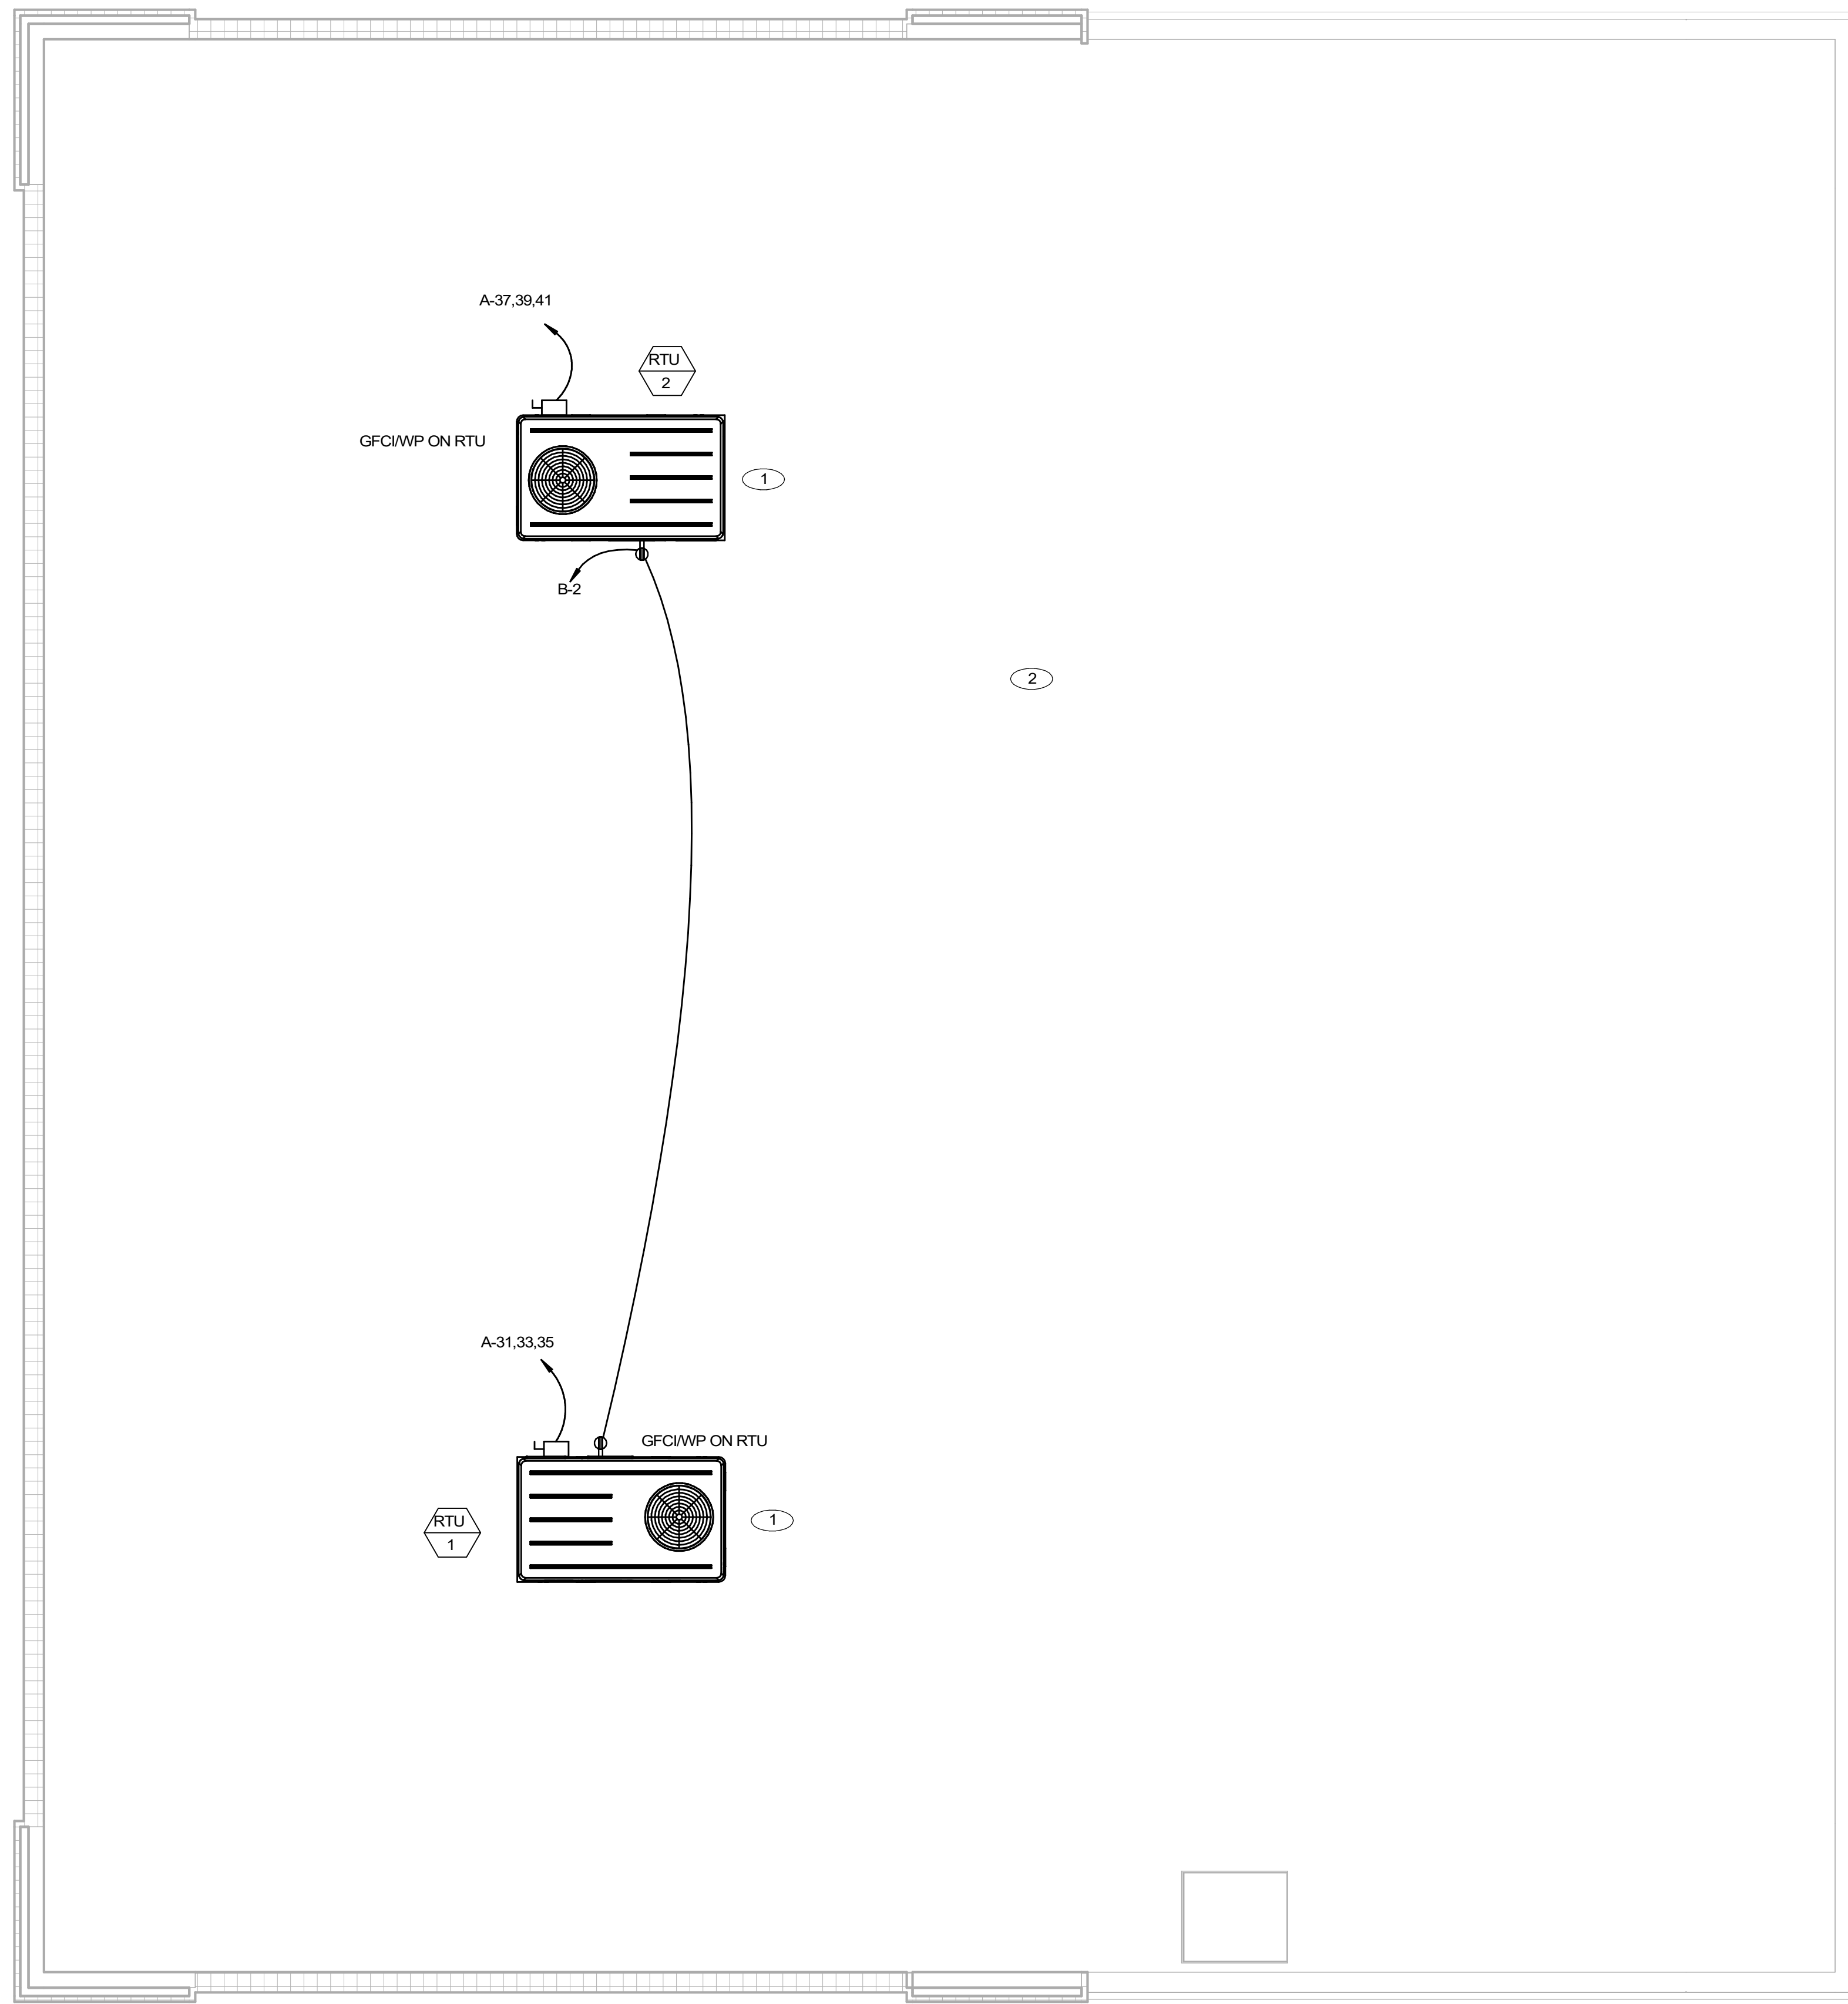 A-37,39,41
RTU
2
GFCI/WP ON RTU
1
B-2
2
A-31,33,35
GFCI/WP ON RTU
RTU
1
1